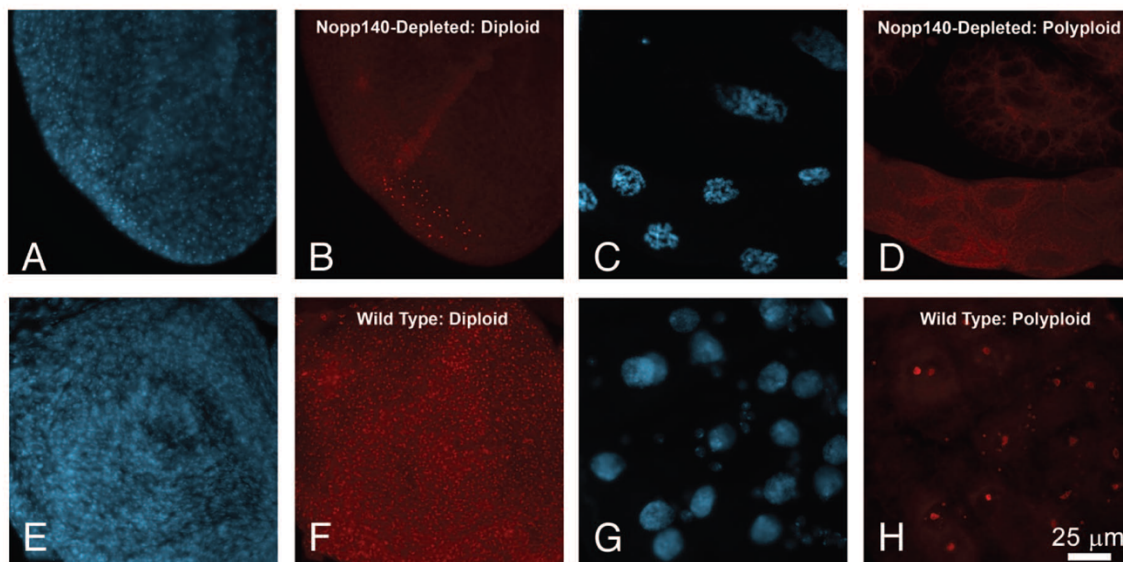 Nopp140-Depleted: Diploid
Nopp140-Depleted: Polyploid
A
B
C
D
Wild Type: Diploid
Wild Type: Polyploid
E
F
G
H
25 μm